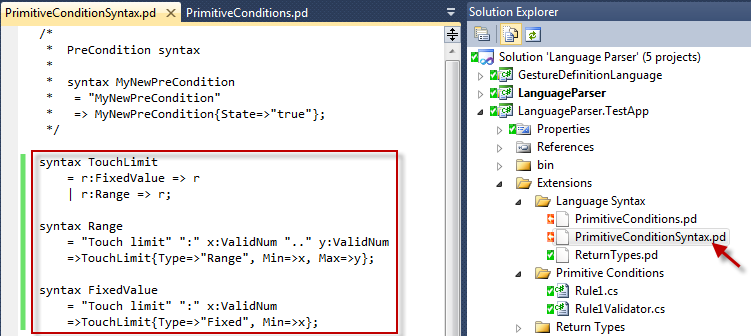 PrimitiveConditionSyntax.pd
PrimitiveConditions.pd
/*
*  PreCondition syntax
*
*  syntax MyNewPreCondition
*   = "MyNewPreCondition"
*   => MyNewPreCondition{State=>"true"};
*/
syntax TouchLimit
= r:FixedValue => r
| r:Range => r;
syntax Range
= "Touch limit" ":" x:ValidNum ".." y:ValidNum
=>TouchLimit{Type=>"Range", Min=>x, Max=>y};
syntax FixedValue
= "Touch limit" ":" x:ValidNum
=>TouchLimit{Type=>"Fixed", Min=>x};
Solution Explorer
Solution 'Language Parser' (5 projects)
GestureDefinitionLanguage
LanguageParser
LanguageParser.TestApp
Properties
References
bin
Extensions
Language Syntax
PrimitiveConditions.pd
PrimitiveConditionSyntax.pd
ReturnTypes.pd
Primitive Conditions
Rule1.cs
Rule1Validator.cs
Return Types